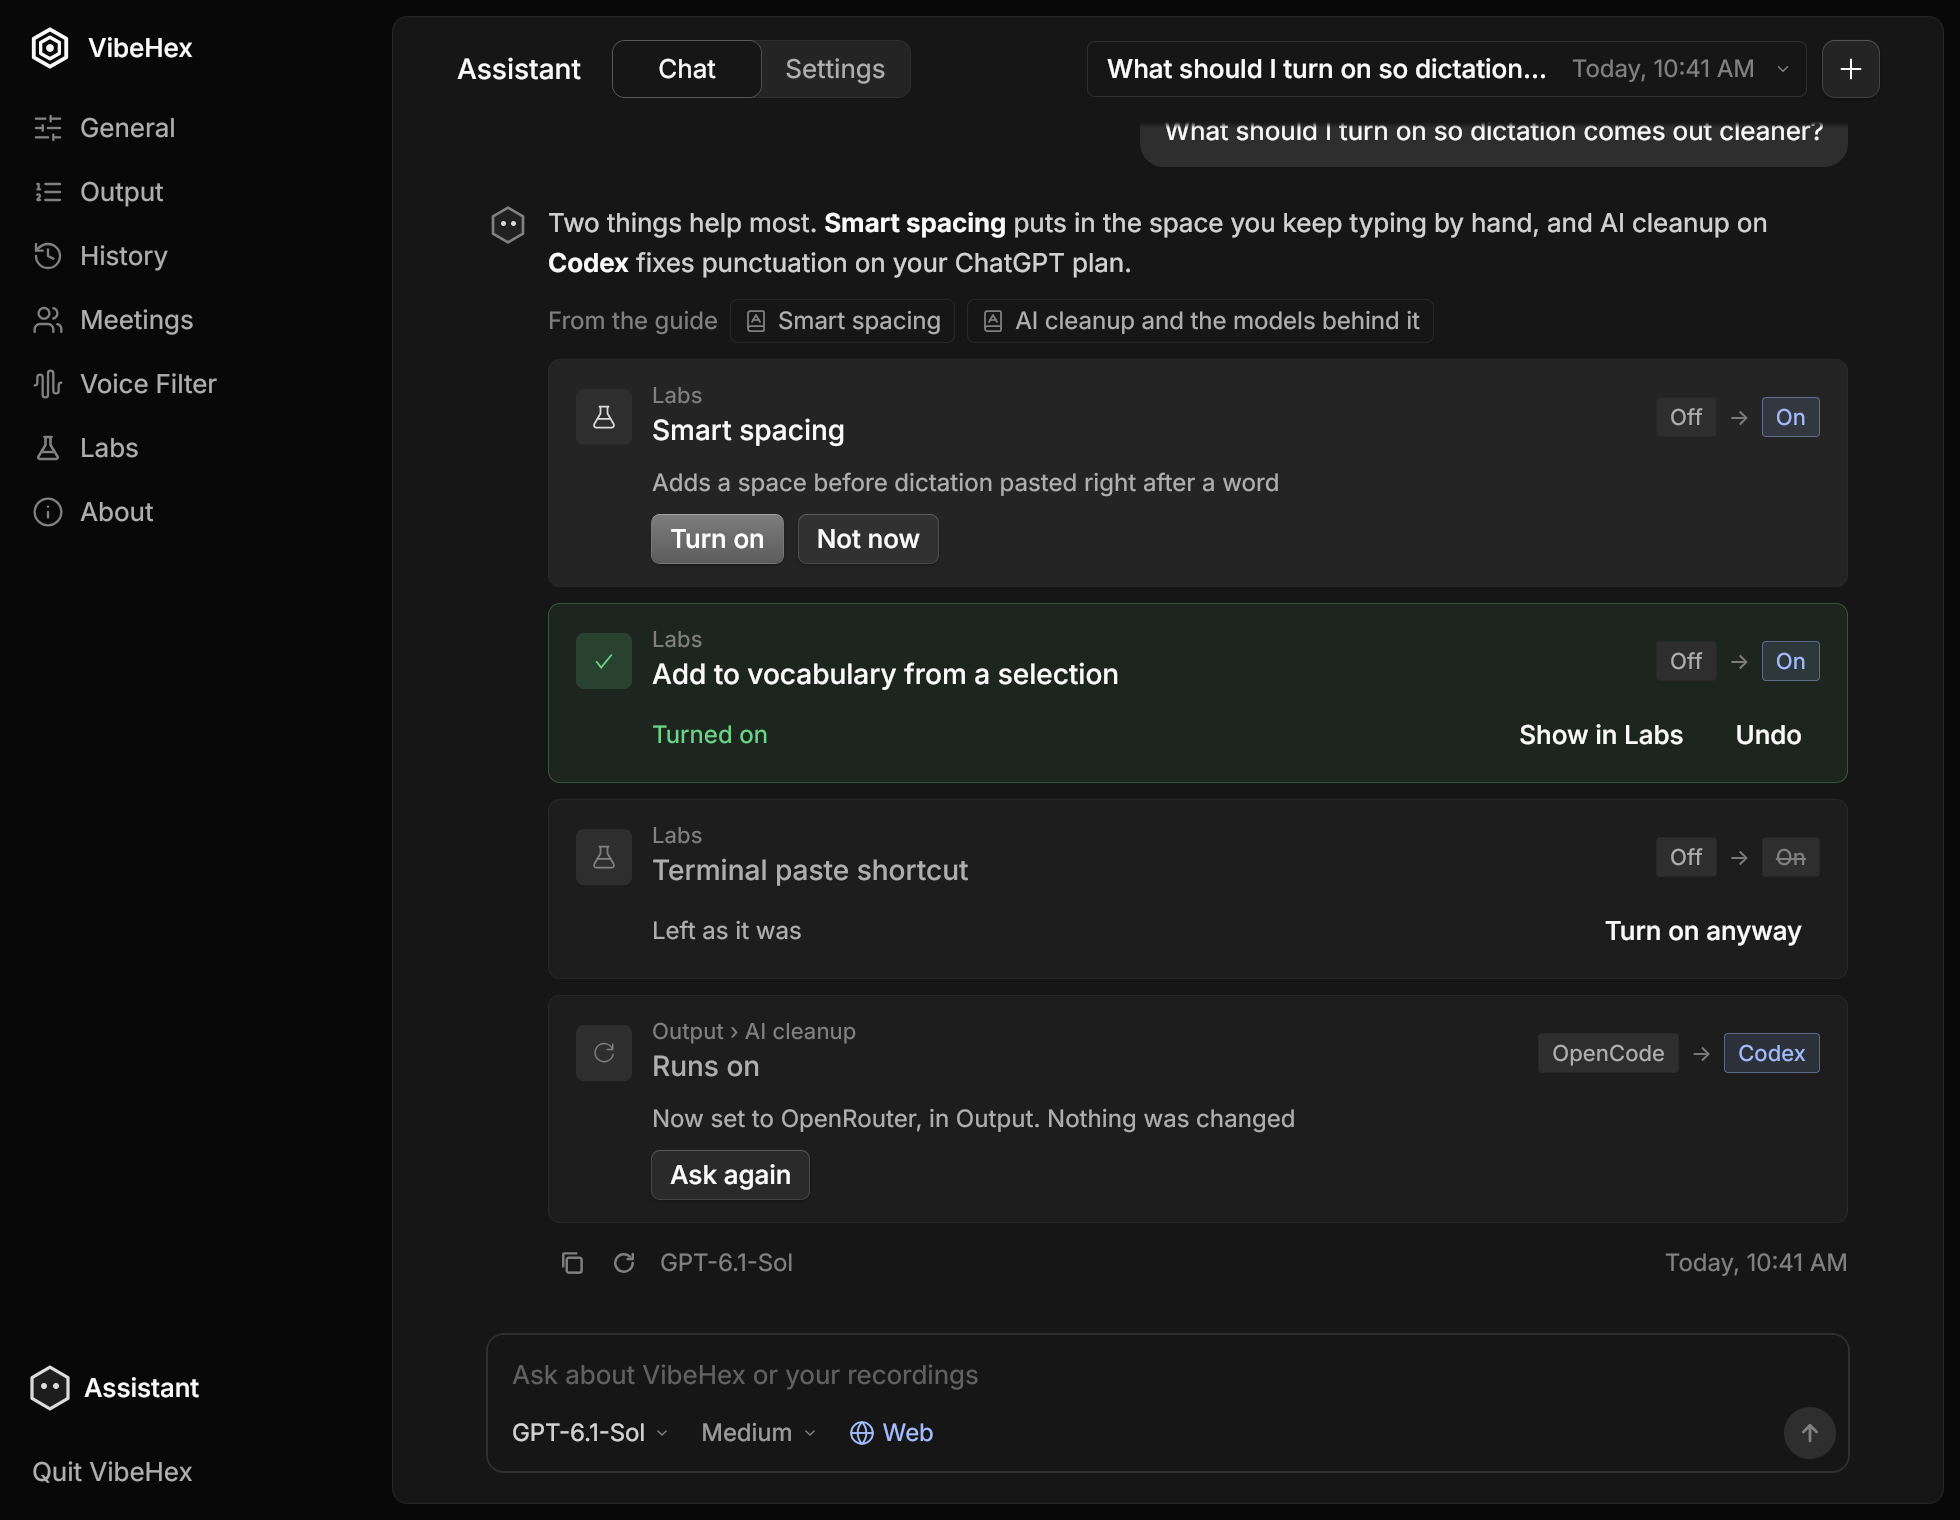 VibeHex
General
Output
History
Meetings
Voice Filter
Labs
About
Assistant
Quit VibeHex
Assistant
Chat
Settings
What should I turn on so dictation... Today, 10:41 AM
What should I turn on so dictation comes out cleaner?
Two things help most. Smart spacing puts in the space you keep typing by hand, and AI cleanup on
Codex fixes punctuation on your ChatGPT plan.
From the guide
Smart spacing
AI cleanup and the models behind it
Labs
Smart spacing
Off → On
Adds a space before dictation pasted right after a word
Turn on
Not now
Labs
Add to vocabulary from a selection
Off → On
Turned on
Show in Labs
Undo
Labs
Terminal paste shortcut
Off → On
Left as it was
Turn on anyway
Output › AI cleanup
Runs on
OpenCode → Codex
Now set to OpenRouter, in Output. Nothing was changed
Ask again
GPT-6.1-Sol
Today, 10:41 AM
Ask about VibeHex or your recordings
GPT-6.1-Sol
Medium
Web